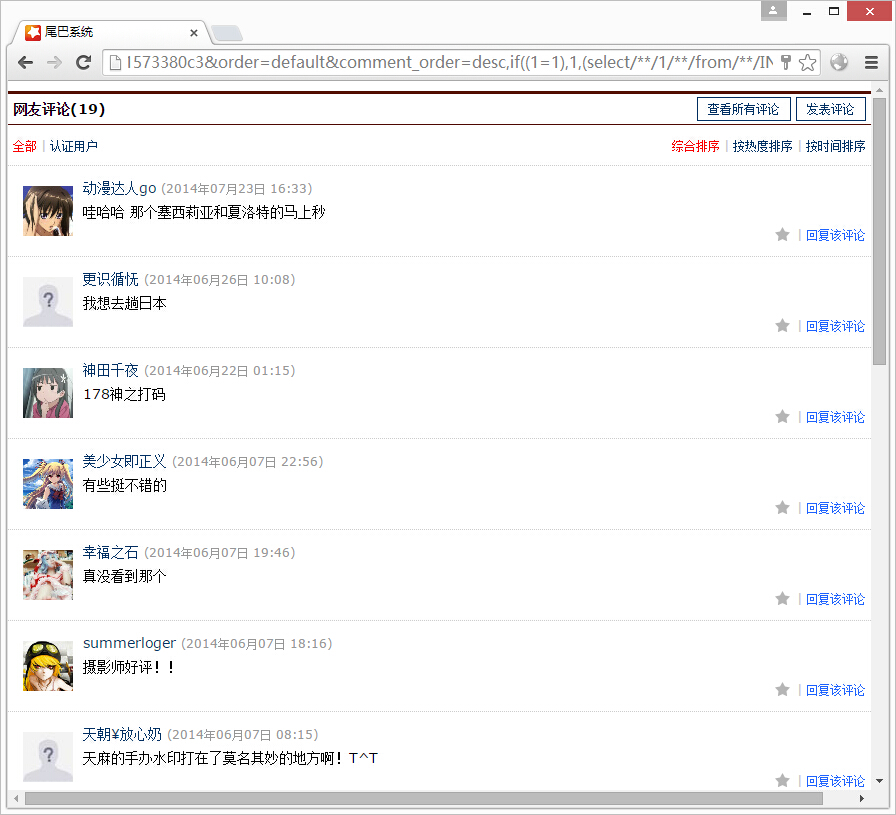 尾巴系统
1573380c3&order=default&comment_order=desc,if((1=1),1,(select/**/1/**/from/**/IN
网友评论(19)
查看所有评论 发表评论
全部 | 认证用户 综合排序 | 按热度排序 | 按时间排序
动漫达人go (2014年07月23日 16:33)
哇哈哈 那个塞西莉亚和夏洛特的马上秒
回复该评论
更识循怃 (2014年06月26日 10:08)
我想去趟日本
回复该评论
神田千夜 (2014年06月22日 01:15)
178神之打码
回复该评论
美少女即正义 (2014年06月07日 22:56)
有些挺不错的
回复该评论
幸福之石 (2014年06月07日 19:46)
真没看到那个
回复该评论
summerloger (2014年06月07日 18:16)
摄影师好评！！
回复该评论
天朝¥放心奶 (2014年06月07日 08:15)
天麻的手办水印打在了莫名其妙的地方啊！T^T
回复该评论